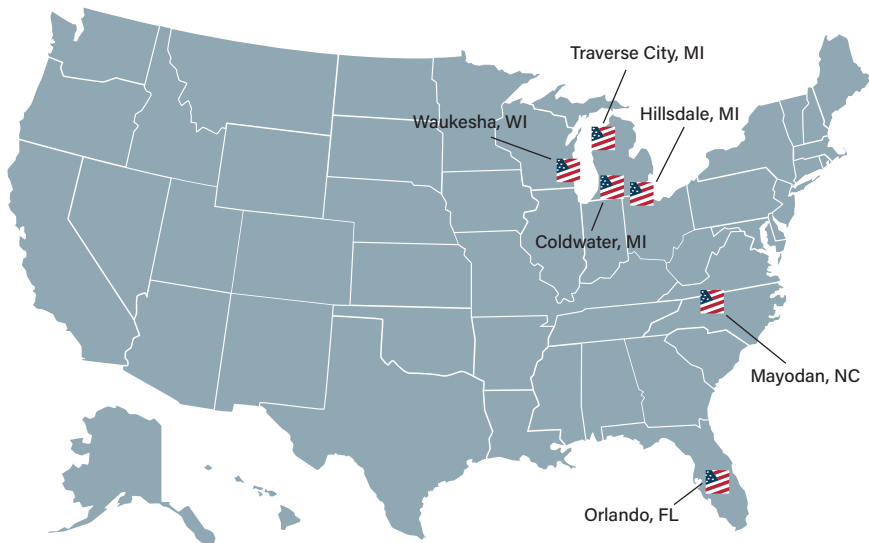 Traverse City, MI
Hillsdale, MI
Waukesha, WI
Coldwater, MI
Mayodan, NC
Orlando, FL